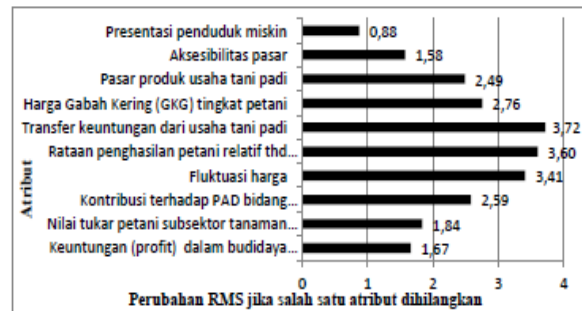 Presentasi penduduk miskin 0,88
Aksesibilitas pasar 1,58
Pasar produk usaha tani padi 2,49
Harga Gabah Kering (GKG) tingkat petani 2,76
Transfer keuntungan dari usaha tani padi 3,72
Rataan penghasilan petani relatif thd... 3,60
Fluktuasi harga 3,41
Kontribusi terhadap PAD bidang... 2,59
Nilai tukar petani subsektor tanaman... 1,84
Keuntungan (profit) dalam budidaya... 1,67
Atribut
0 1 2 3 4
Perubahan RMS jika salah satu atribut dihilangkan